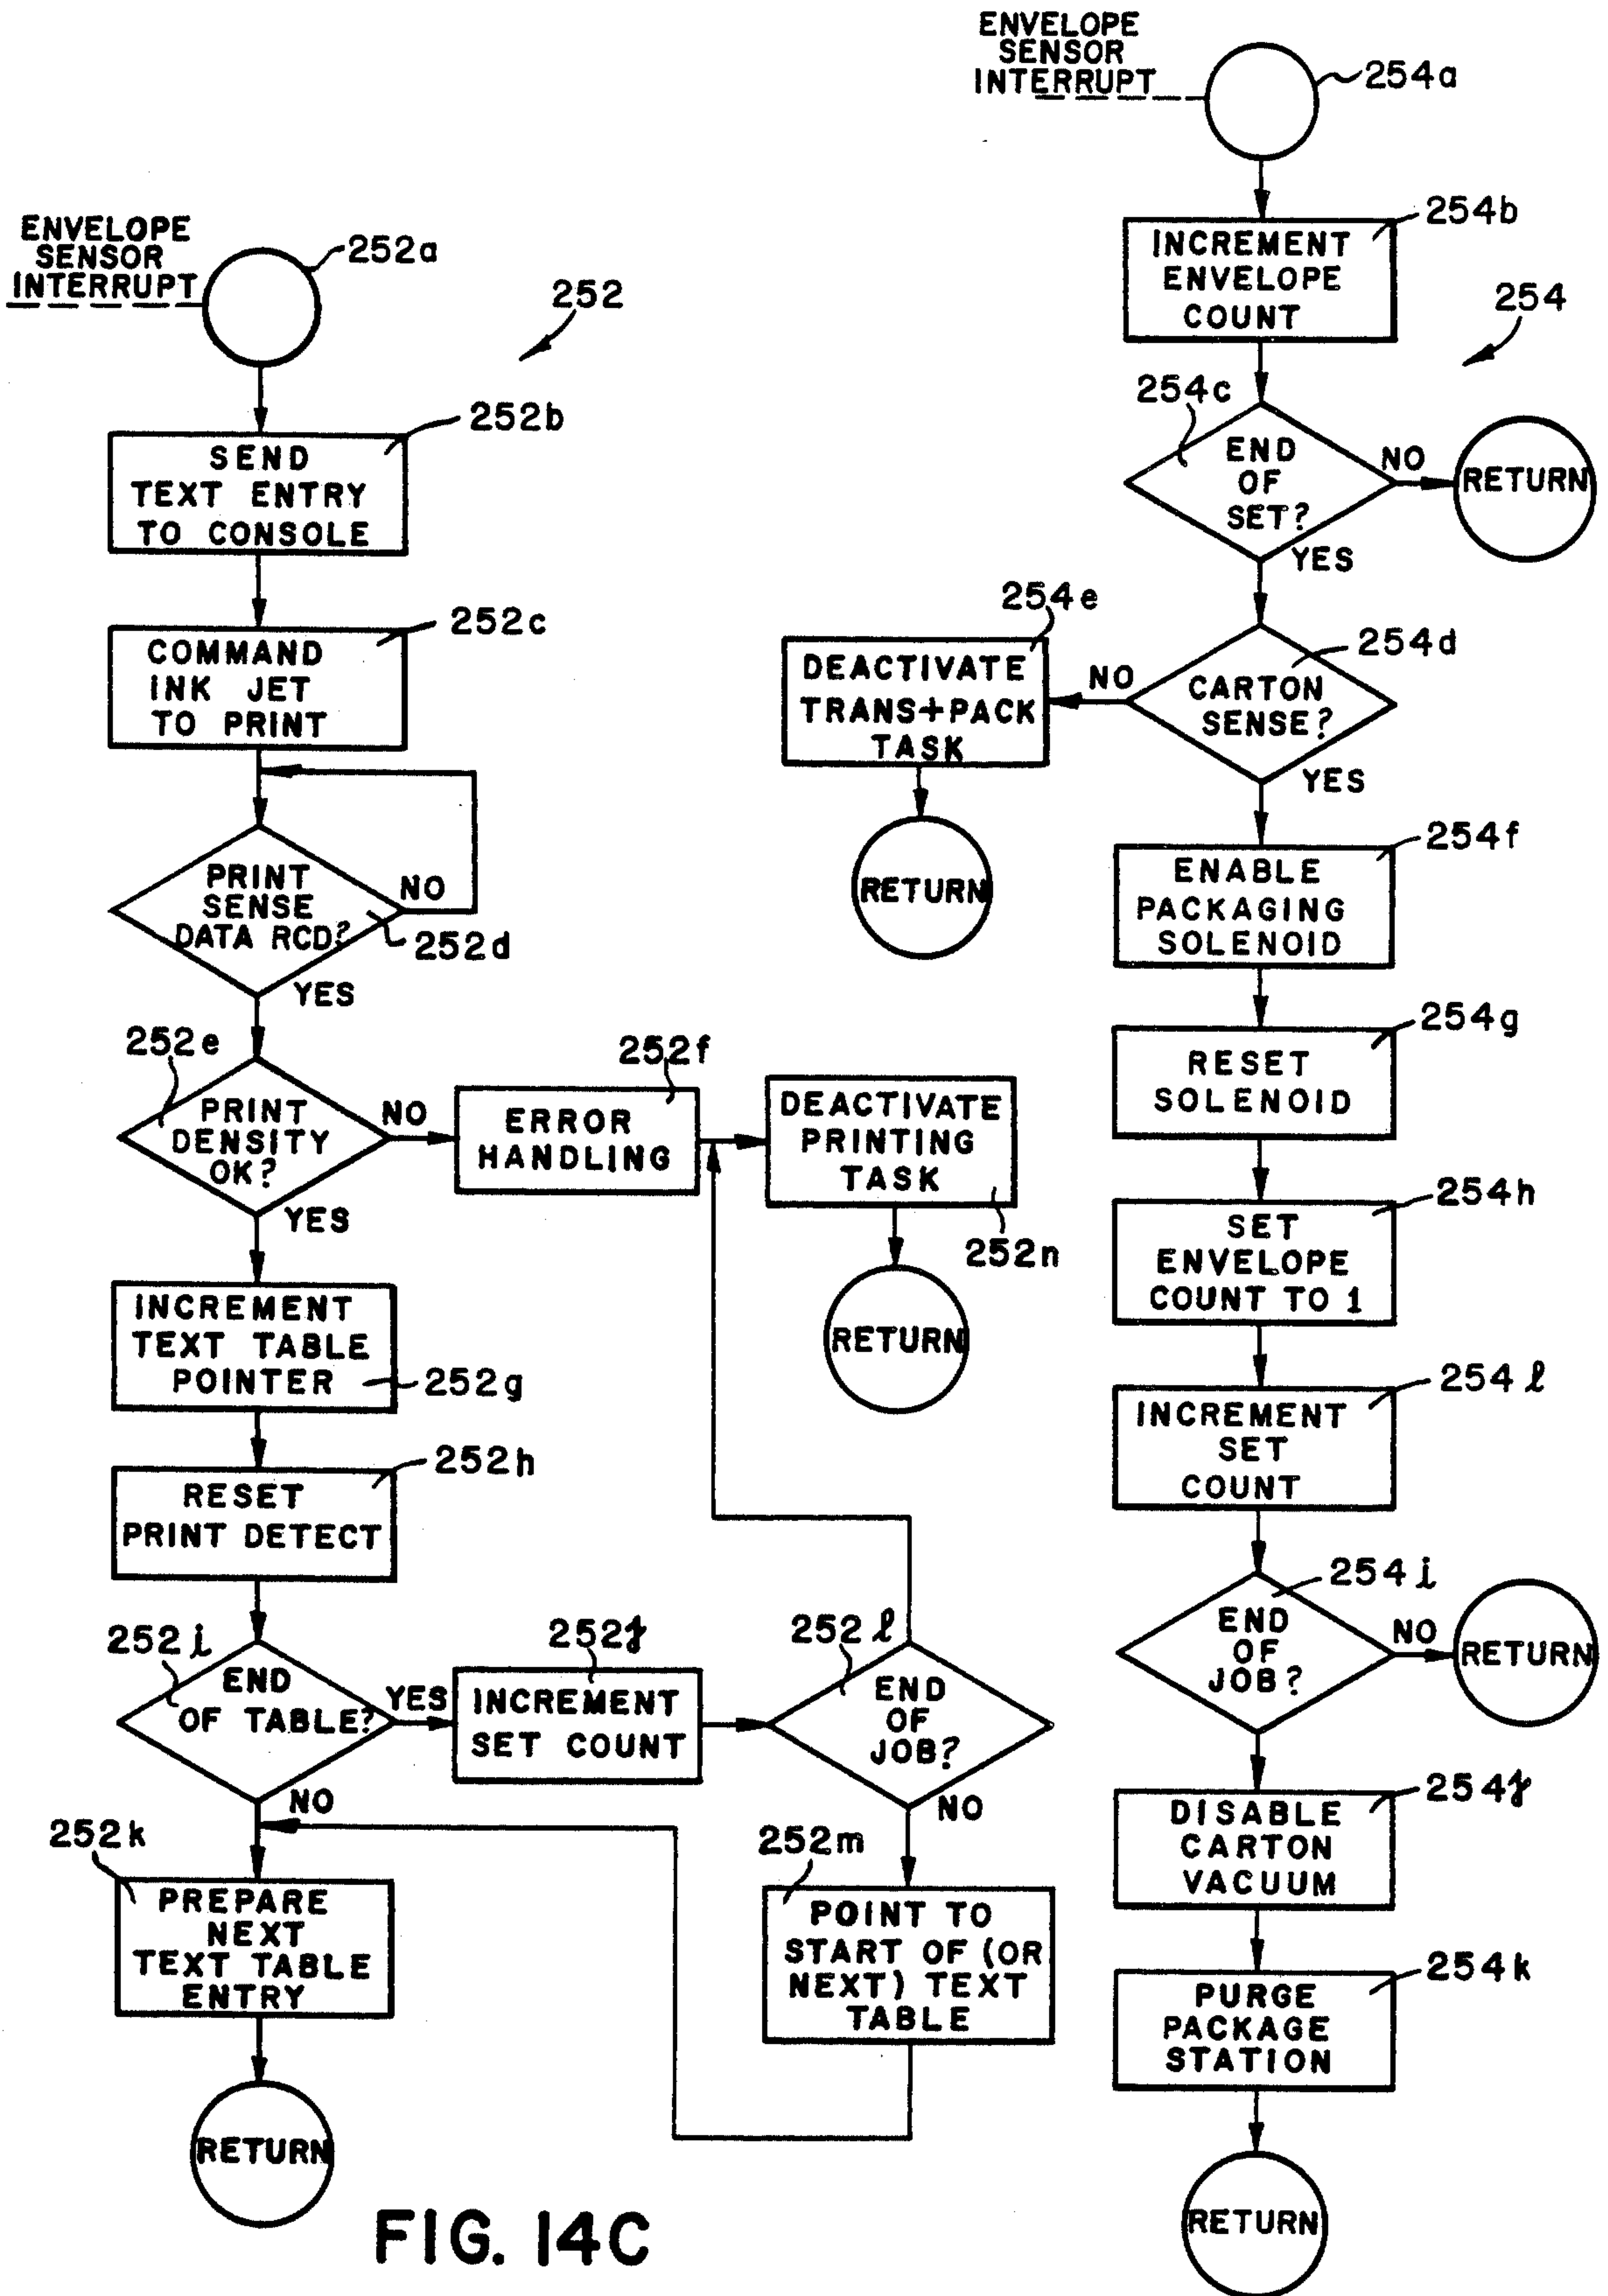 ENVELOPE
SENSOR
INTERRUPT
252a
252
252b
SEND
TEXT ENTRY
TO CONSOLE
252c
COMMAND
INK JET
TO PRINT
PRINT
SENSE
DATA RCD?
NO
252d
YES
252e
PRINT
DENSITY
OK?
NO
YES
252f
ERROR
HANDLING
DEACTIVATE
PRINTING
TASK
252n
RETURN
INCREMENT
TEXT TABLE
POINTER
252g
252h
RESET
PRINT DETECT
252i
END
OF TABLE?
YES
NO
252j
INCREMENT
SET COUNT
252l
END
OF
JOB?
NO
252k
PREPARE
NEXT
TEXT TABLE
ENTRY
RETURN
252m
POINT TO
START OF (OR
NEXT) TEXT
TABLE
ENVELOPE
SENSOR
INTERRUPT
254a
254b
INCREMENT
ENVELOPE
COUNT
254
254c
END
OF
SET?
NO
RETURN
YES
254d
CARTON
SENSE?
NO
254e
DEACTIVATE
TRANS+PACK
TASK
RETURN
YES
254f
ENABLE
PACKAGING
SOLENOID
254g
RESET
SOLENOID
254h
SET
ENVELOPE
COUNT TO 1
254l
INCREMENT
SET
COUNT
254i
END
OF
JOB?
NO
RETURN
254j
DISABLE
CARTON
VACUUM
254k
PURGE
PACKAGE
STATION
RETURN
FIG. 14C